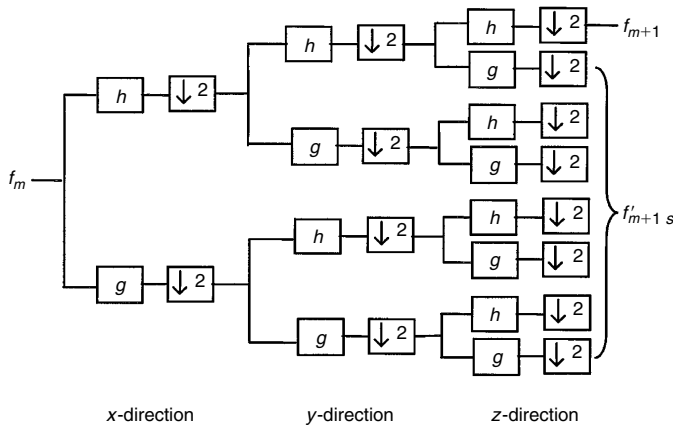 h ↓ 2 f_{m+1}
h ↓ 2
g ↓ 2
h ↓ 2
h ↓ 2
g ↓ 2
g ↓ 2
f_m
h ↓ 2
h ↓ 2
g ↓ 2
f'_{m+1} s
g ↓ 2
h ↓ 2
g ↓ 2
g ↓ 2
x-direction y-direction z-direction